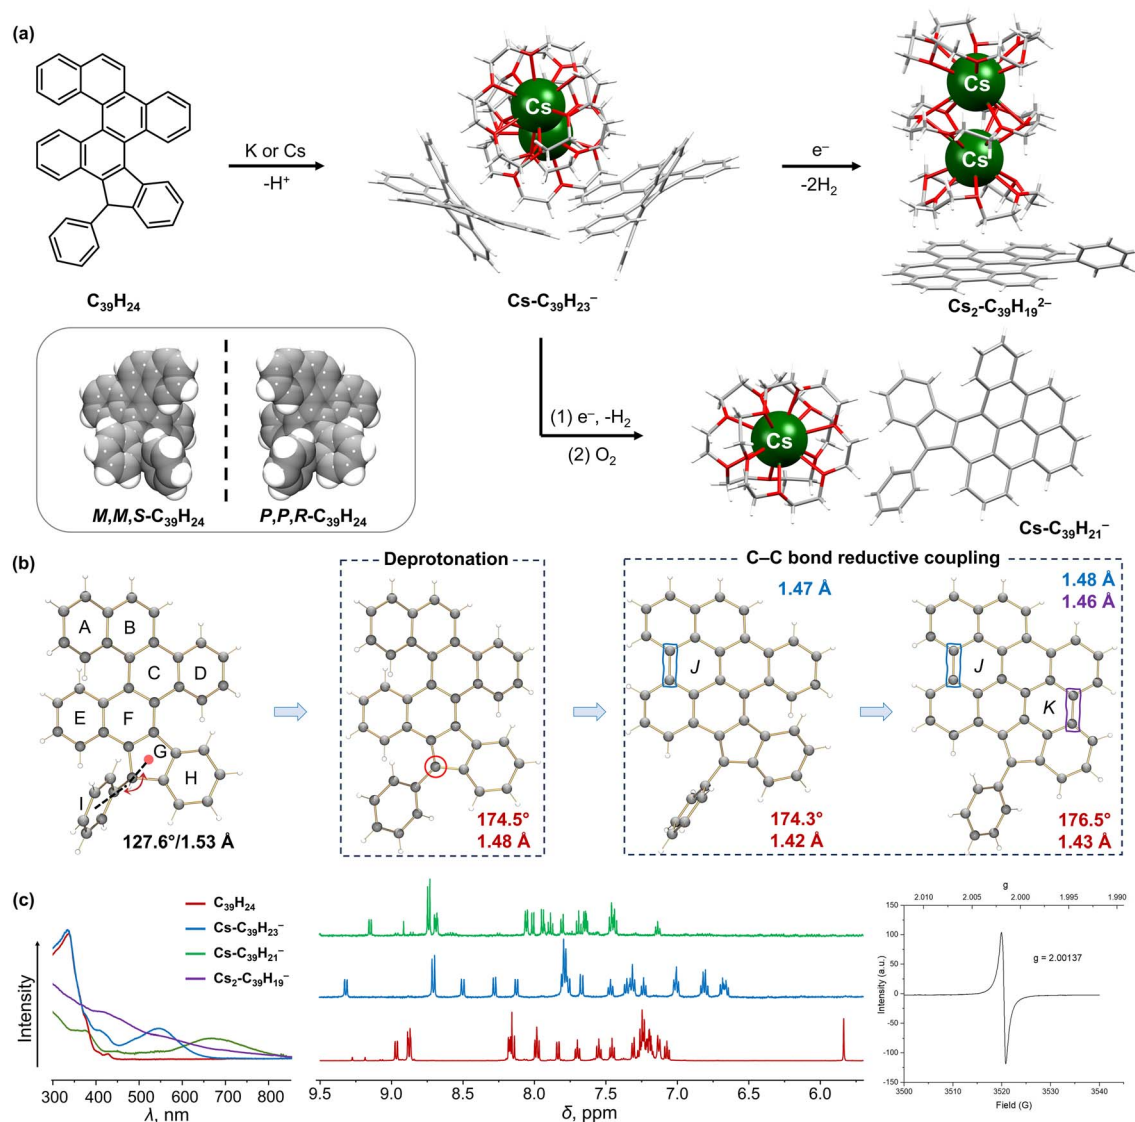 (a)
K or Cs
-H⁺
Cs
e⁻
-2H₂
Cs
Cs
C₃₉H₂₄
Cs-C₃₉H₂₃⁻
Cs₂-C₃₉H₁₉²⁻
M,M,S-C₃₉H₂₄
P,P,R-C₃₉H₂₄
(1) e⁻, -H₂
(2) O₂
Cs
Cs-C₃₉H₂₁⁻
(b)
Deprotonation
C–C bond reductive coupling
A
B
C
D
E
F
G
H
I
127.6°/1.53 Å
174.5°
1.48 Å
1.47 Å
J
174.3°
1.42 Å
1.48 Å
1.46 Å
J
K
176.5°
1.43 Å
(c)
Intensity
C₃₉H₂₄
Cs-C₃₉H₂₃⁻
Cs-C₃₉H₂₁⁻
Cs₂-C₃₉H₁₉⁻
300 400 500 600 700 800
λ, nm
9.5 9.0 8.5 8.0 7.5 7.0 6.5 6.0
δ, ppm
g
2.010 2.005 2.000 1.995 1.990
Intensity (a.u.)
150
100
50
0
-50
-100
-150
g = 2.00137
3500 3510 3520 3530 3540
Field (G)